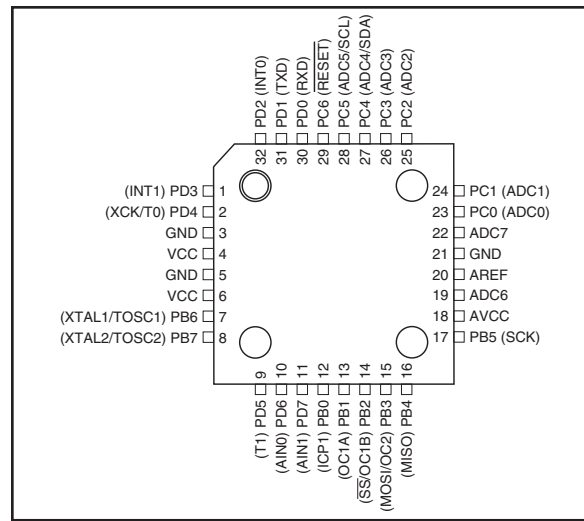 32 PD2 (INT0)
31 PD1 (TXD)
30 PD0 (RXD)
29 PC6 (RESET)
28 PC5 (ADC5/SCL)
27 PC4 (ADC4/SDA)
26 PC3 (ADC3)
25 PC2 (ADC2)
(INT1) PD3 1
(XCK/T0) PD4 2
GND 3
VCC 4
GND 5
VCC 6
(XTAL1/TOSC1) PB6 7
(XTAL2/TOSC2) PB7 8
24 PC1 (ADC1)
23 PC0 (ADC0)
22 ADC7
21 GND
20 AREF
19 ADC6
18 AVCC
17 PB5 (SCK)
(T1) PD5 9
(AIN0) PD6 10
(AIN1) PD7 11
(ICP1) PB0 12
(OC1A) PB1 13
(SS/OC1B) PB2 14
(MOSI/OC2) PB3 15
(MISO) PB4 16